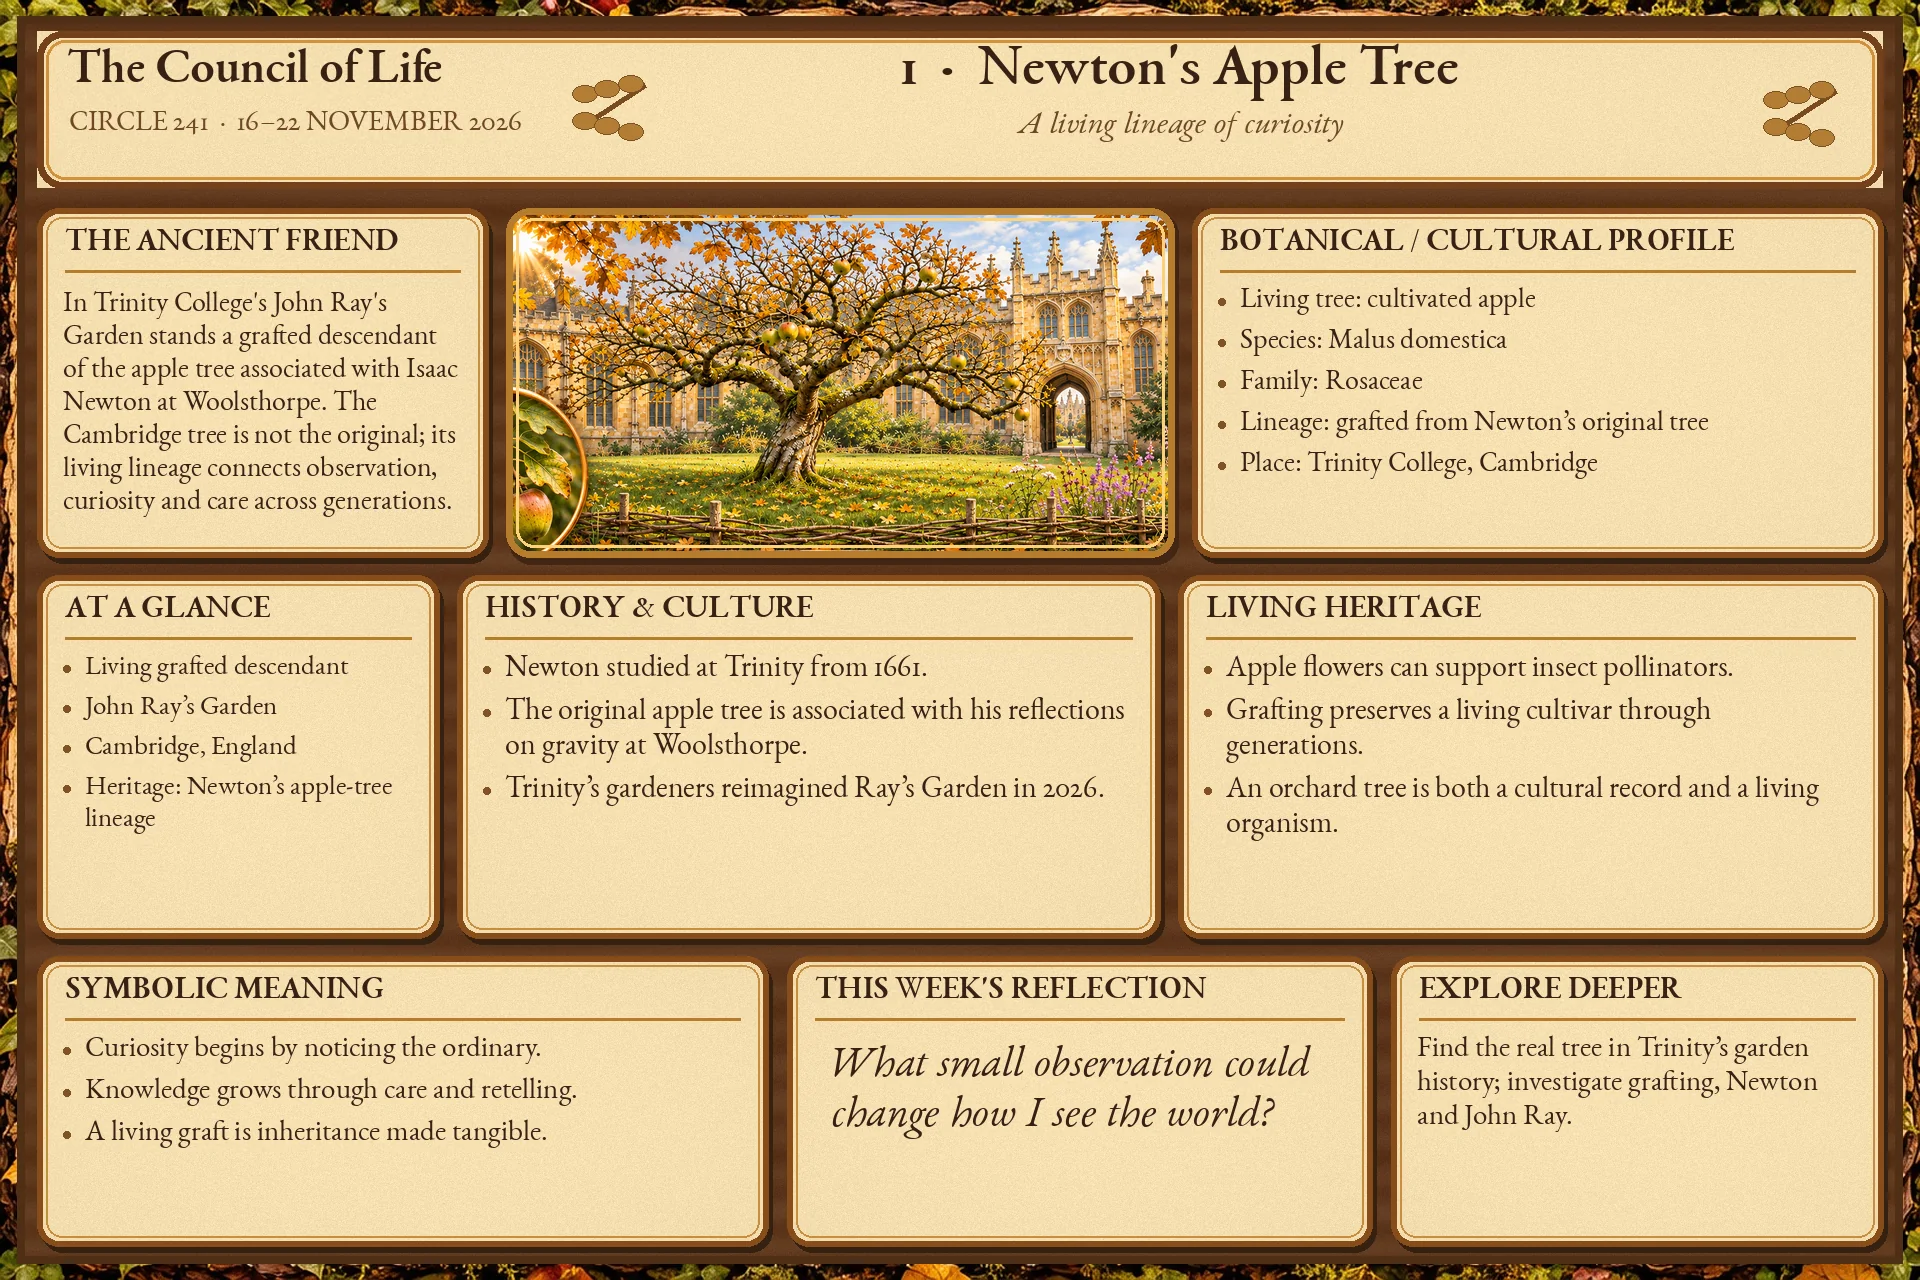 The Council of Life
CIRCLE 241 · 16–22 NOVEMBER 2026
1 · Newton's Apple Tree
A living lineage of curiosity
THE ANCIENT FRIEND
In Trinity College's John Ray's
Garden stands a grafted descendant
of the apple tree associated with Isaac
Newton at Woolsthorpe. The
Cambridge tree is not the original; its
living lineage connects observation,
curiosity and care across generations.
BOTANICAL / CULTURAL PROFILE
• Living tree: cultivated apple
• Species: Malus domestica
• Family: Rosaceae
• Lineage: grafted from Newton’s original tree
• Place: Trinity College, Cambridge
AT A GLANCE
• Living grafted descendant
• John Ray’s Garden
• Cambridge, England
• Heritage: Newton’s apple-tree
lineage
HISTORY & CULTURE
• Newton studied at Trinity from 1661.
• The original apple tree is associated with his reflections
on gravity at Woolsthorpe.
• Trinity’s gardeners reimagined Ray’s Garden in 2026.
LIVING HERITAGE
• Apple flowers can support insect pollinators.
• Grafting preserves a living cultivar through
generations.
• An orchard tree is both a cultural record and a living
organism.
SYMBOLIC MEANING
• Curiosity begins by noticing the ordinary.
• Knowledge grows through care and retelling.
• A living graft is inheritance made tangible.
THIS WEEK'S REFLECTION
What small observation could
change how I see the world?
EXPLORE DEEPER
Find the real tree in Trinity’s garden
history; investigate grafting, Newton
and John Ray.